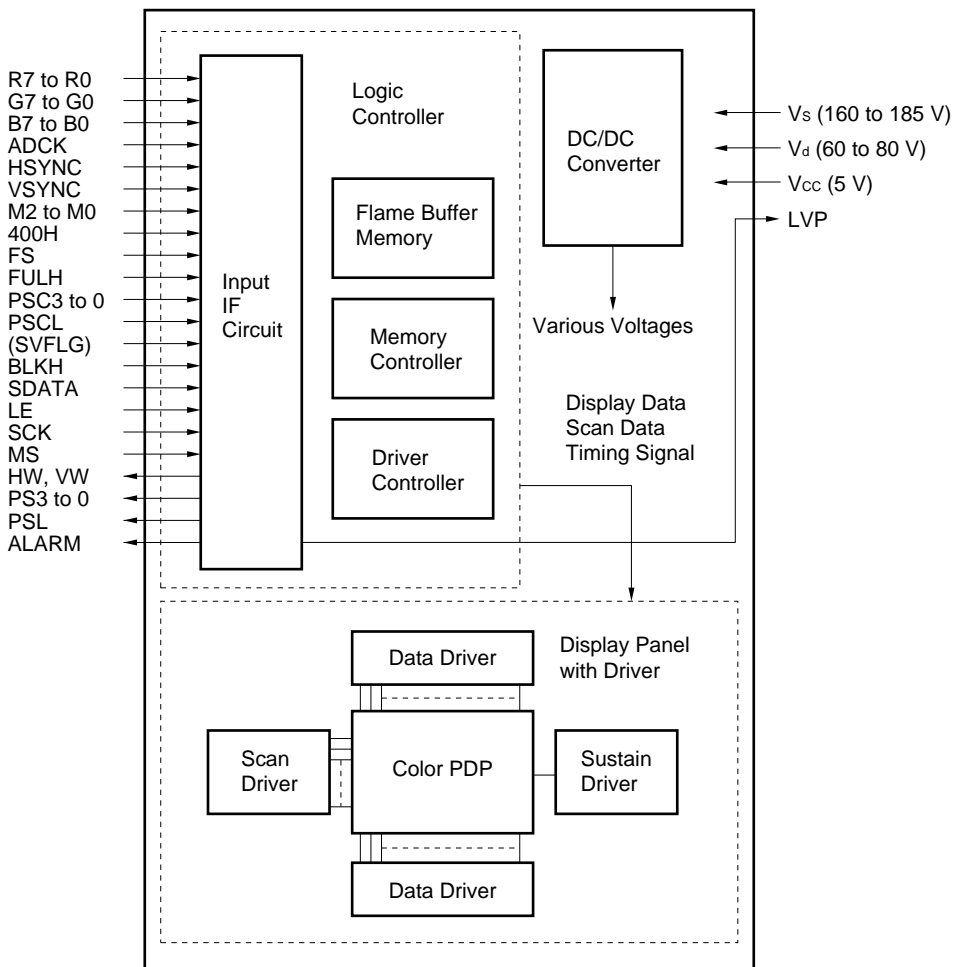 R7 to R0
G7 to G0
B7 to B0
ADCK
HSYNC
VSYNC
M2 to M0
400H
FS
FULH
PSC3 to 0
PSCL
(SVFLG)
BLKH
SDATA
LE
SCK
MS
HW, VW
PS3 to 0
PSL
ALARM
Input
IF
Circuit
Logic
Controller
Flame Buffer
Memory
Memory
Controller
Driver
Controller
DC/DC
Converter
Various Voltages
VS (160 to 185 V)
Vd (60 to 80 V)
VCC (5 V)
LVP
Display Data
Scan Data
Timing Signal
Display Panel
with Driver
Data Driver
Scan
Driver
Color PDP
Sustain
Driver
Data Driver